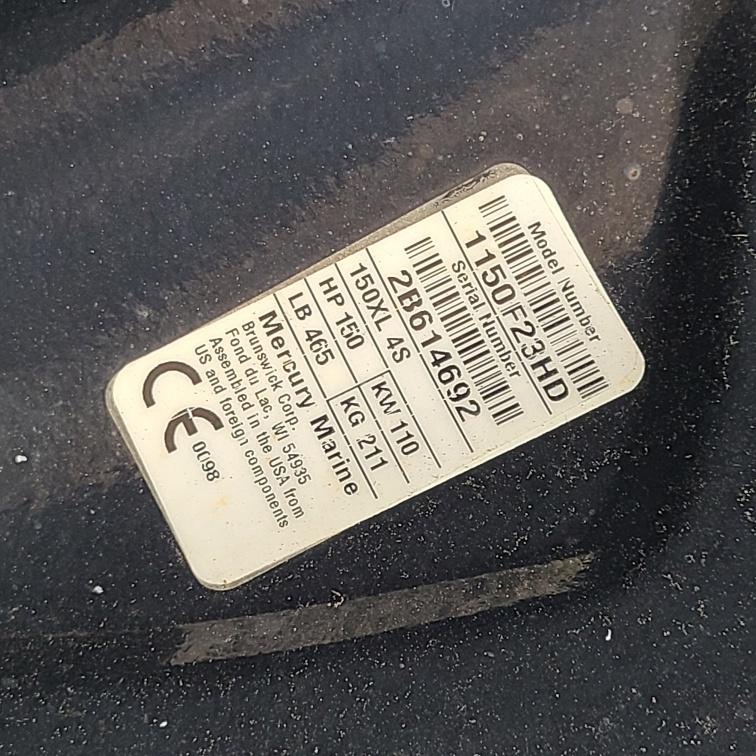 Model Number
1150F23HD
Serial Number
2B614692
150XL 4S
HP 150 KW 110
LB 465 KG 211
Mercury Marine
Brunswick Corp.
Fond du Lac, WI 54935
Assembled in the USA from
US and foreign components
CE 0098